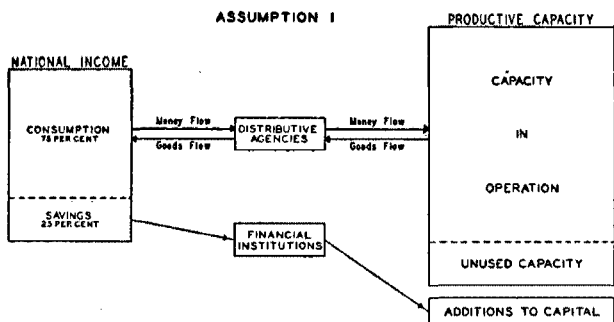 ASSUMPTION I
PRODUCTIVE CAPACITY
NATIONAL INCOME
CONSUMPTION
75 PER CENT
SAVINGS
25 PER CENT
Money Flow
Goods Flow
DISTRIBUTIVE
AGENCIES
Money Flow
Goods Flow
FINANCIAL
INSTITUTIONS
CAPACITY
IN
OPERATION
UNUSED CAPACITY
ADDITIONS TO CAPITAL